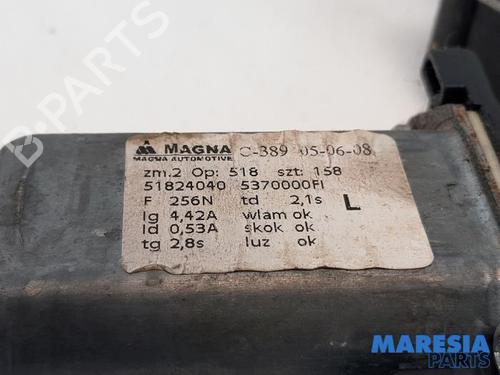 MAGNA C-389 05-06-08
MAGNA AUTOMOTIVE
zm.2 Op: 518 szt: 158
51824040 5370000FI
F 256N td 2,1s L
Ig 4,42A wlam ok
Id 0,53A skok ok
tg 2,8s luz ok
B-PARTS
MARESIA
PARTS